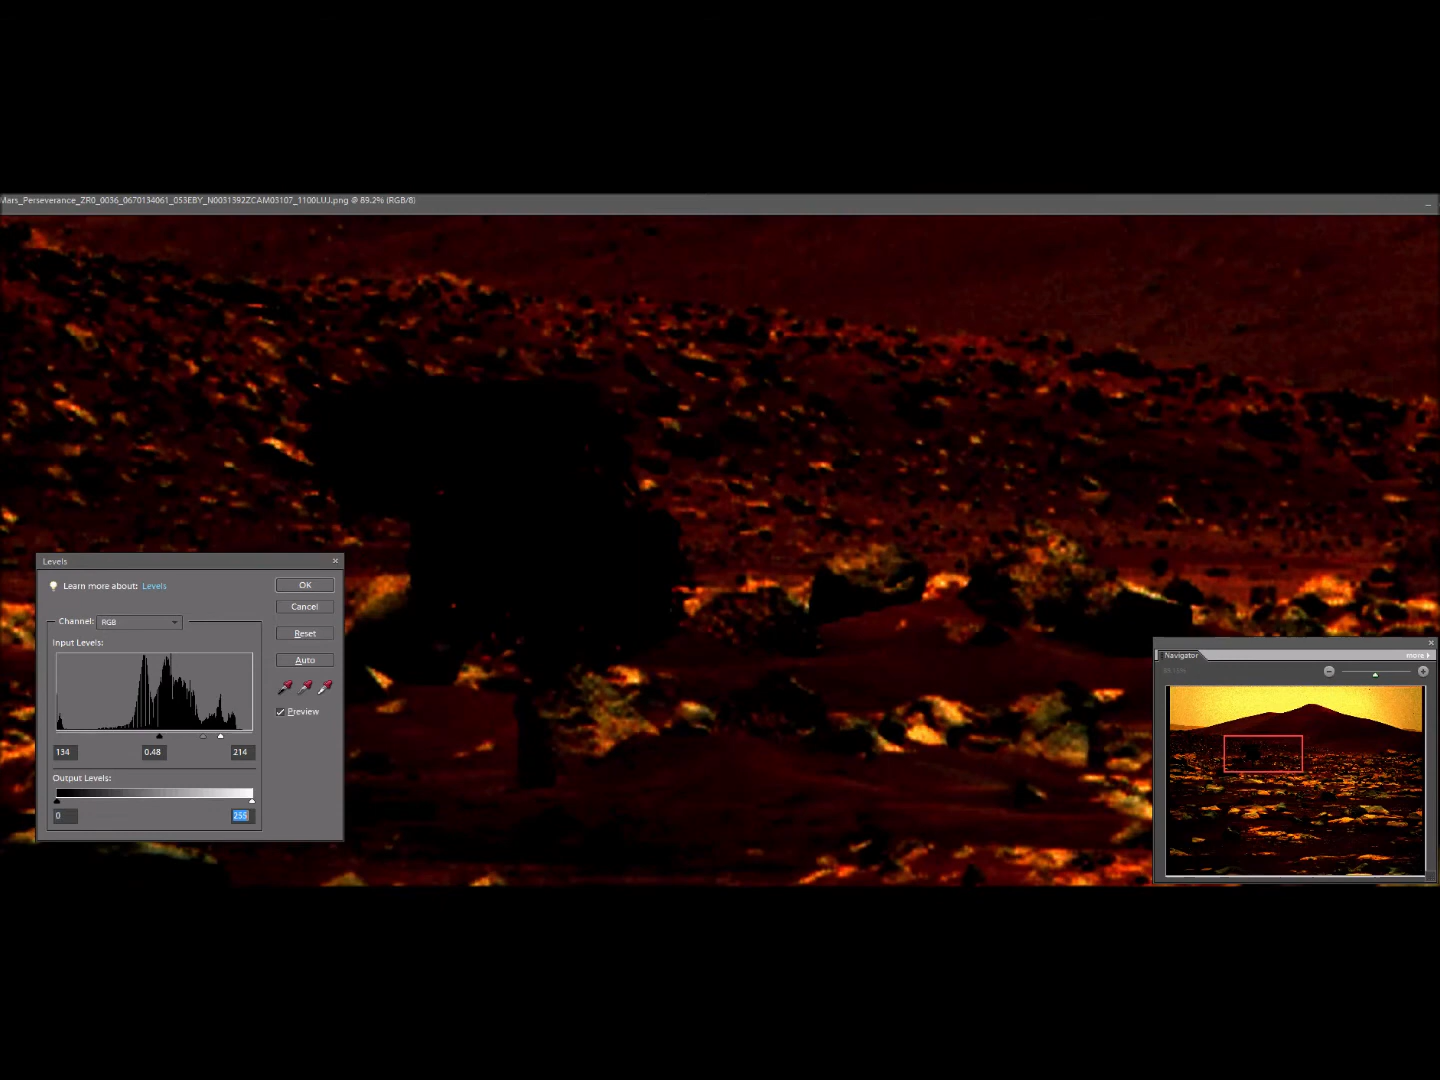 Mars_Perseverance_ZR0_0036_0670134061_053EBY_N0031392ZCAM03107_1100LUJ.png @ 89.2% (RGB/8)
Levels
Learn more about: Levels
OK
Cancel
Channel: RGB
Reset
Input Levels:
Auto
Preview
134 0.48 214
Output Levels:
0 255
Navigator more